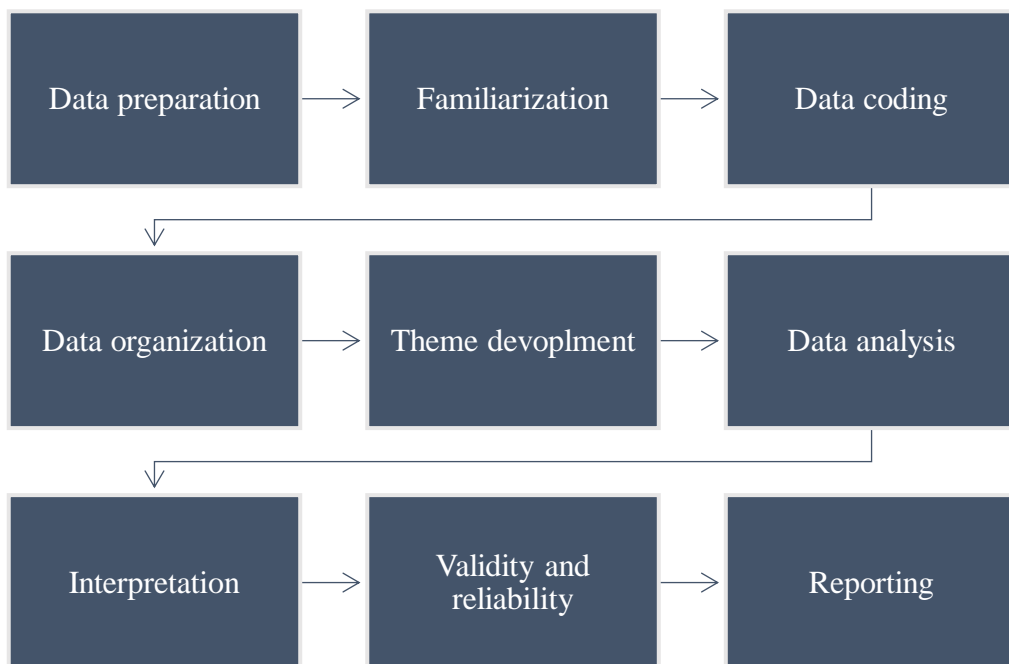 Data preparation
Familiarization
Data coding
Data organization
Theme devoplment
Data analysis
Interpretation
Validity and
reliability
Reporting